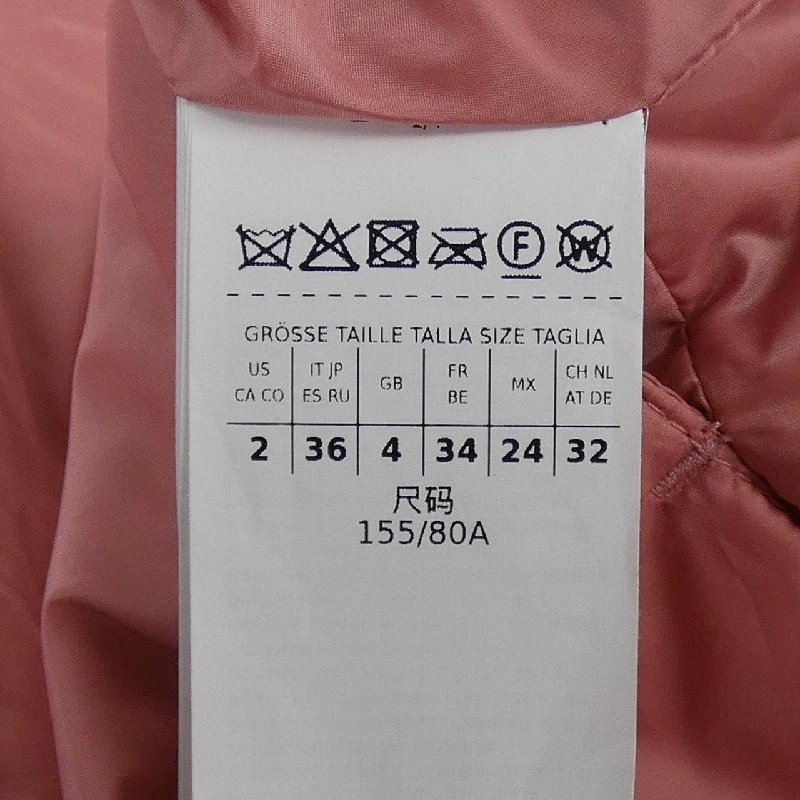 F W
GRÖSSE TAILLE TALLA SIZE TAGLIA
US IT JP GB FR MX CH NL
CA CO ES RU BE AT DE
2 36 4 34 24 32
尺码
155/80A